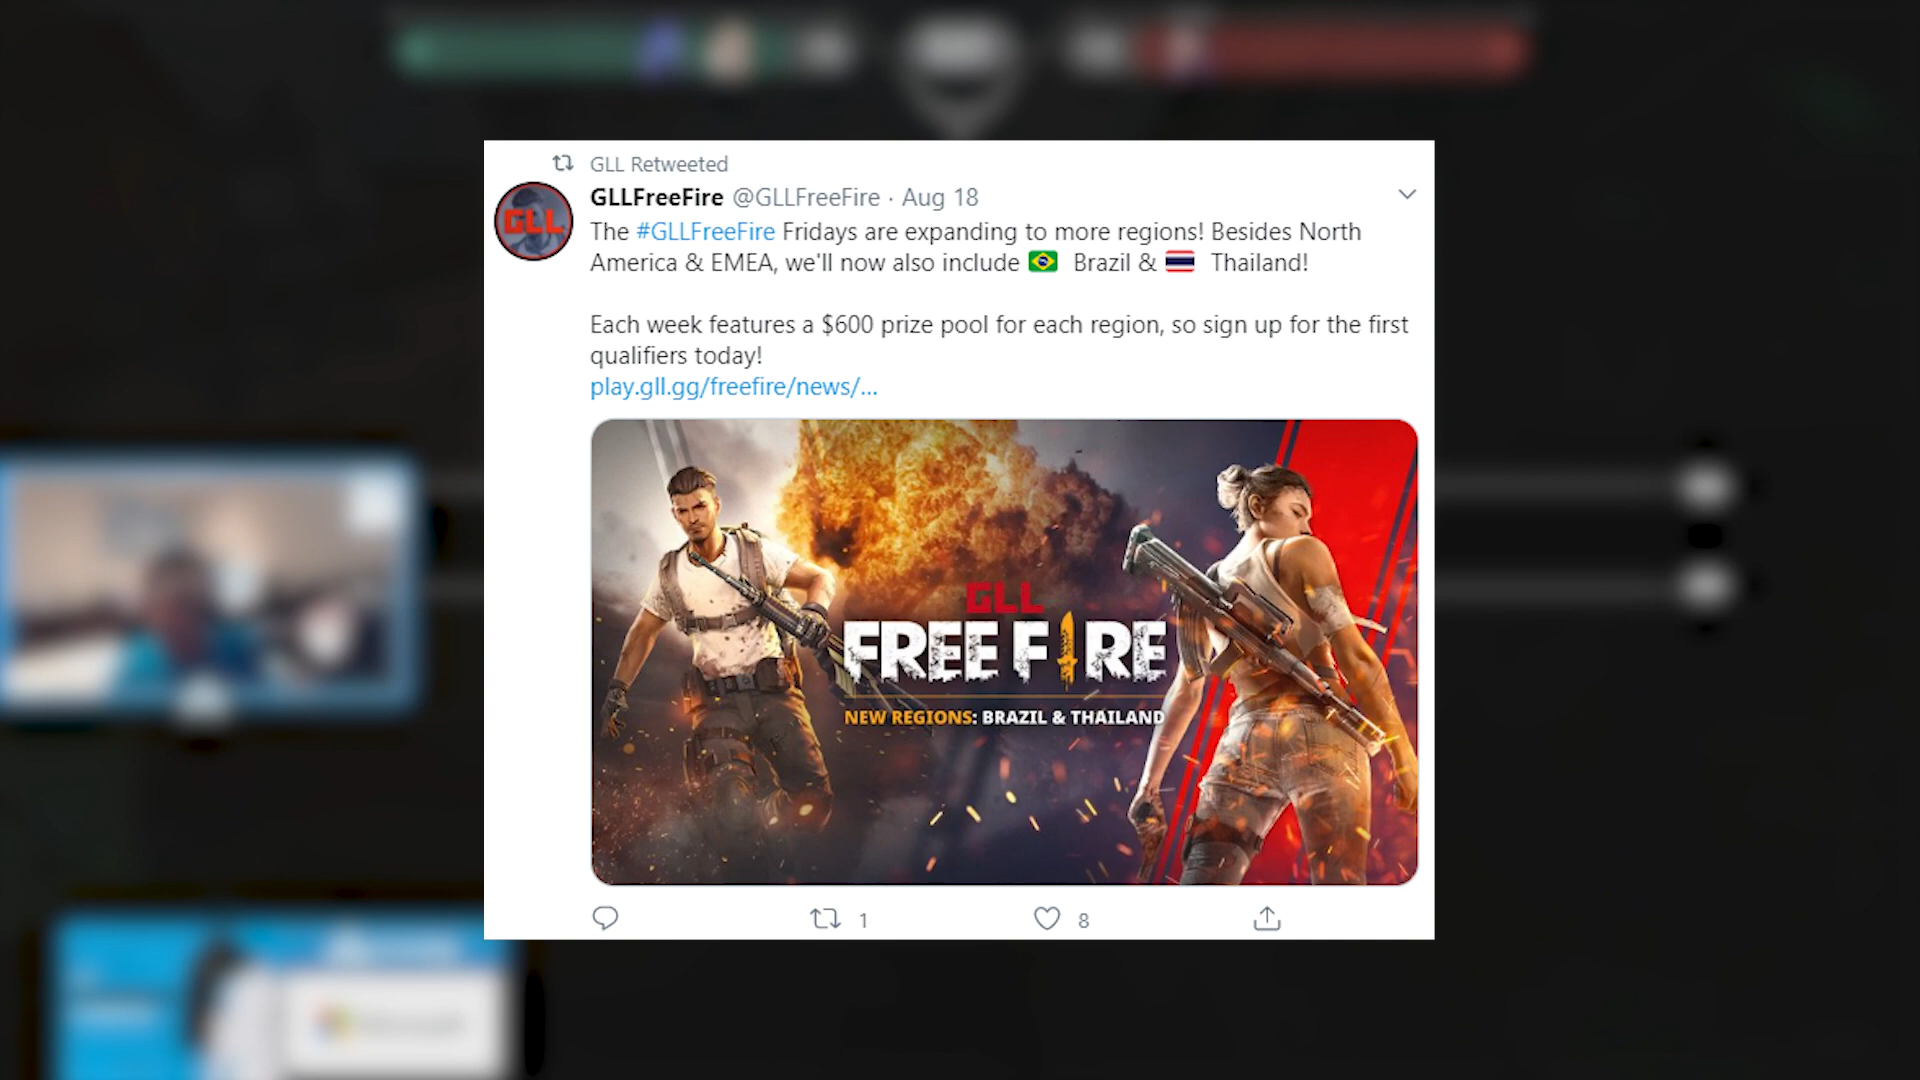 GLL Retweeted
GLL
GLLFreeFire @GLLFreeFire · Aug 18
The #GLLFreeFire Fridays are expanding to more regions! Besides North
America & EMEA, we'll now also include 🇧🇷 Brazil & 🇹🇭 Thailand!
Each week features a $600 prize pool for each region, so sign up for the first
qualifiers today!
play.gll.gg/freefire/news/...
GLL
FREE FIRE
NEW REGIONS: BRAZIL & THAILAND
1
8